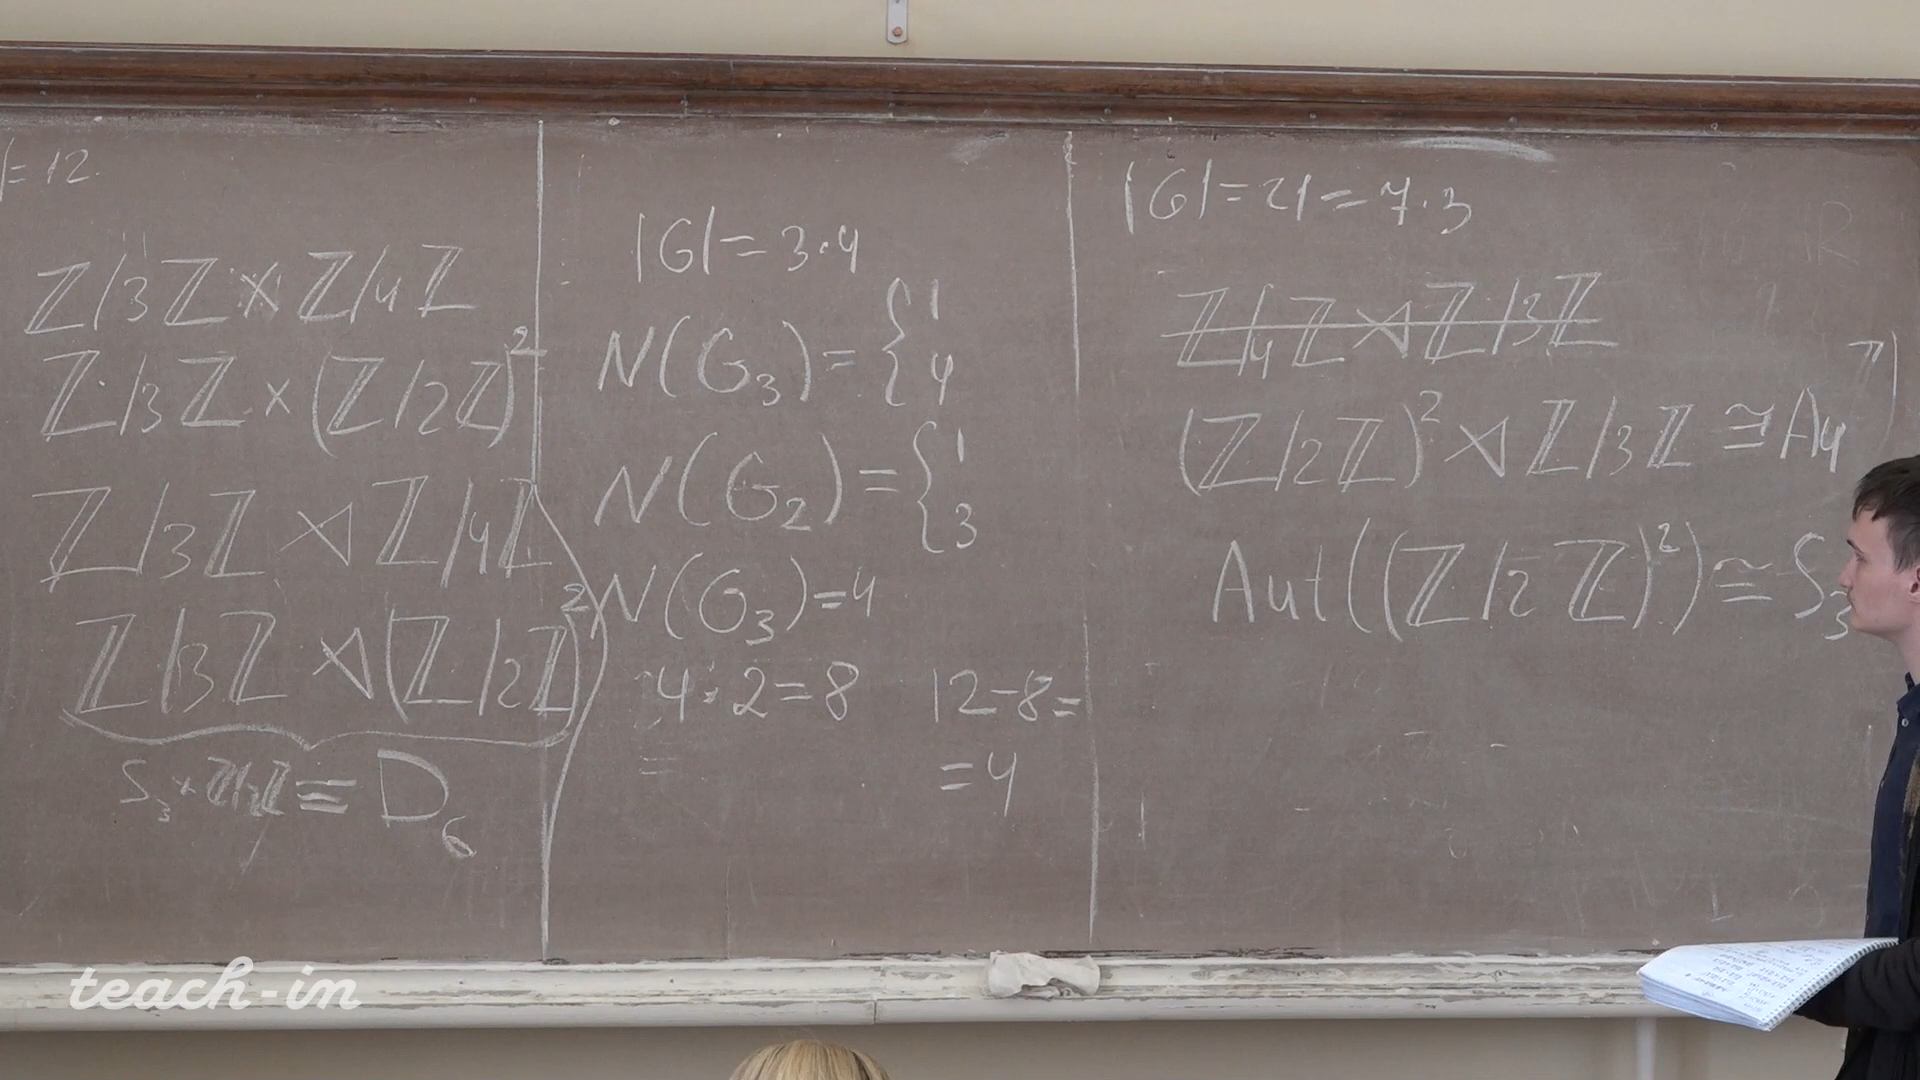 |= 12.
ℤ/3ℤ × ℤ/4ℤ
ℤ/3ℤ × (ℤ/2ℤ)²
ℤ/3ℤ ⋊ ℤ/4ℤ
ℤ/3ℤ ⋊ (ℤ/2ℤ)²
S₃ × ℤ/2ℤ ≅ D₆
|G| = 3·4
N(G₃) = { 1
4
N(G₂) = { 1
3
N(G₃) = 4
4·2 = 8 12 - 8 =
=
= 4
|G| = 21 = 7·3
ℤ/4ℤ ⋊ ℤ/3ℤ
(ℤ/2ℤ)² ⋊ ℤ/3ℤ ≅ A₄
Aut((ℤ/2ℤ)²) ≅ S₃
teach-in